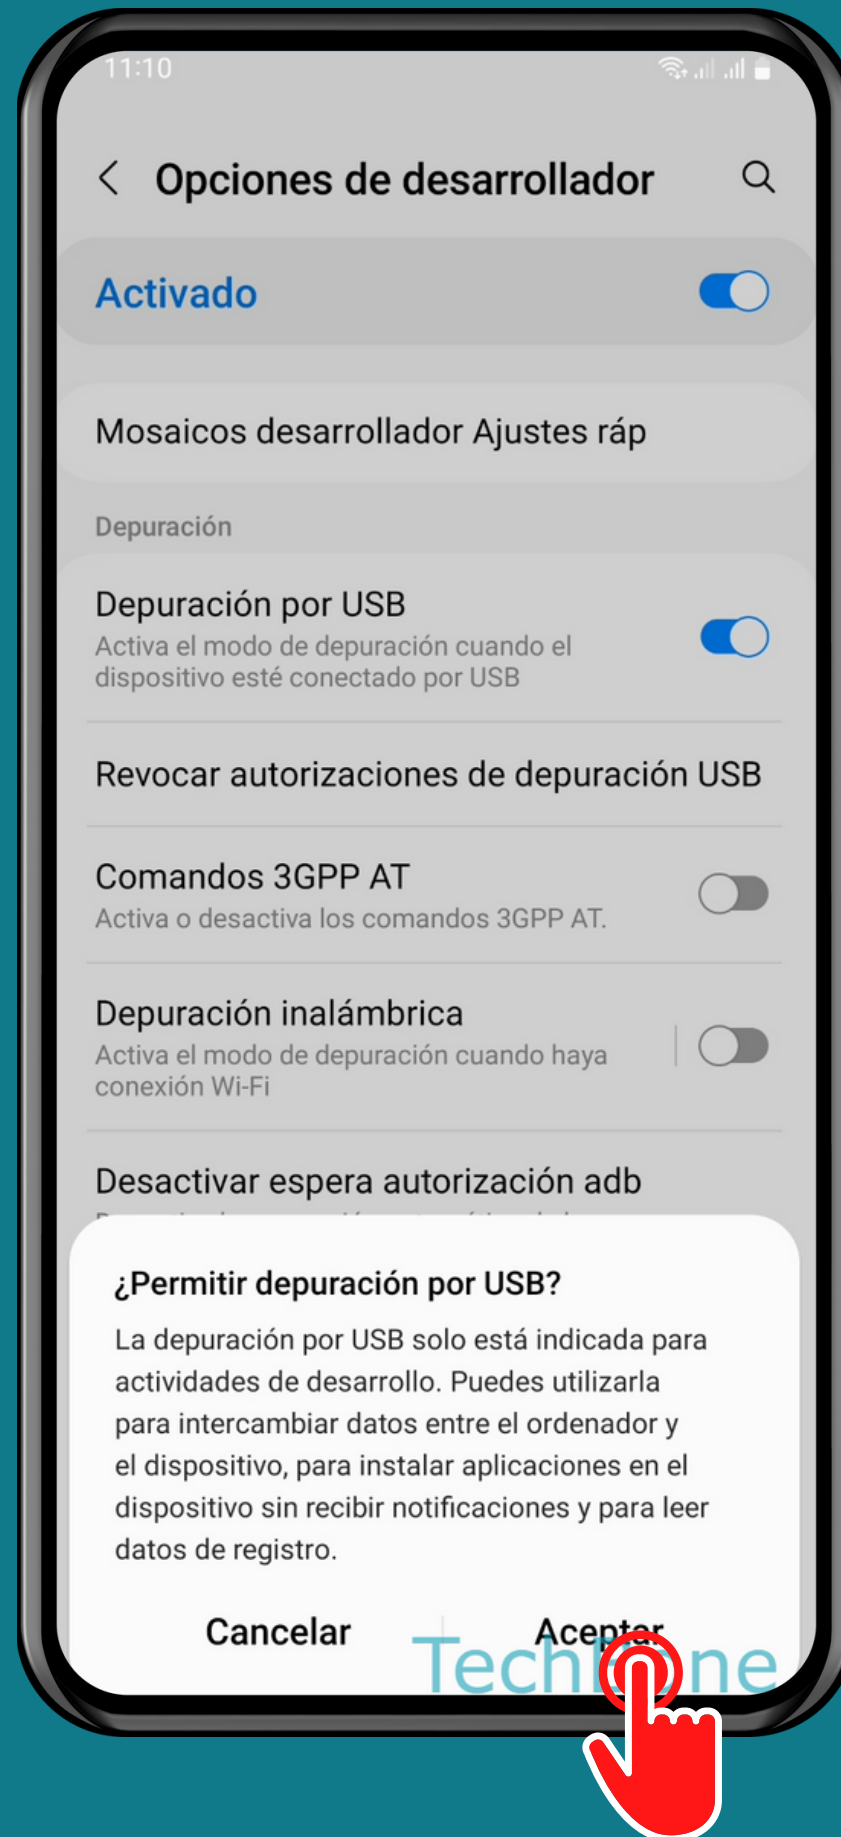 11:10
Opciones de desarrollador
Activado
Mosaicos desarrollador Ajustes ráp
Depuración
Depuración por USB
Activa el modo de depuración cuando el
dispositivo esté conectado por USB
Revocar autorizaciones de depuración USB
Comandos 3GPP AT
Activa o desactiva los comandos 3GPP AT.
Depuración inalámbrica
Activa el modo de depuración cuando haya
conexión Wi-Fi
Desactivar espera autorización adb
¿Permitir depuración por USB?
La depuración por USB solo está indicada para
actividades de desarrollo. Puedes utilizarla
para intercambiar datos entre el ordenador y
el dispositivo, para instalar aplicaciones en el
dispositivo sin recibir notificaciones y para leer
datos de registro.
Cancelar
Aceptar